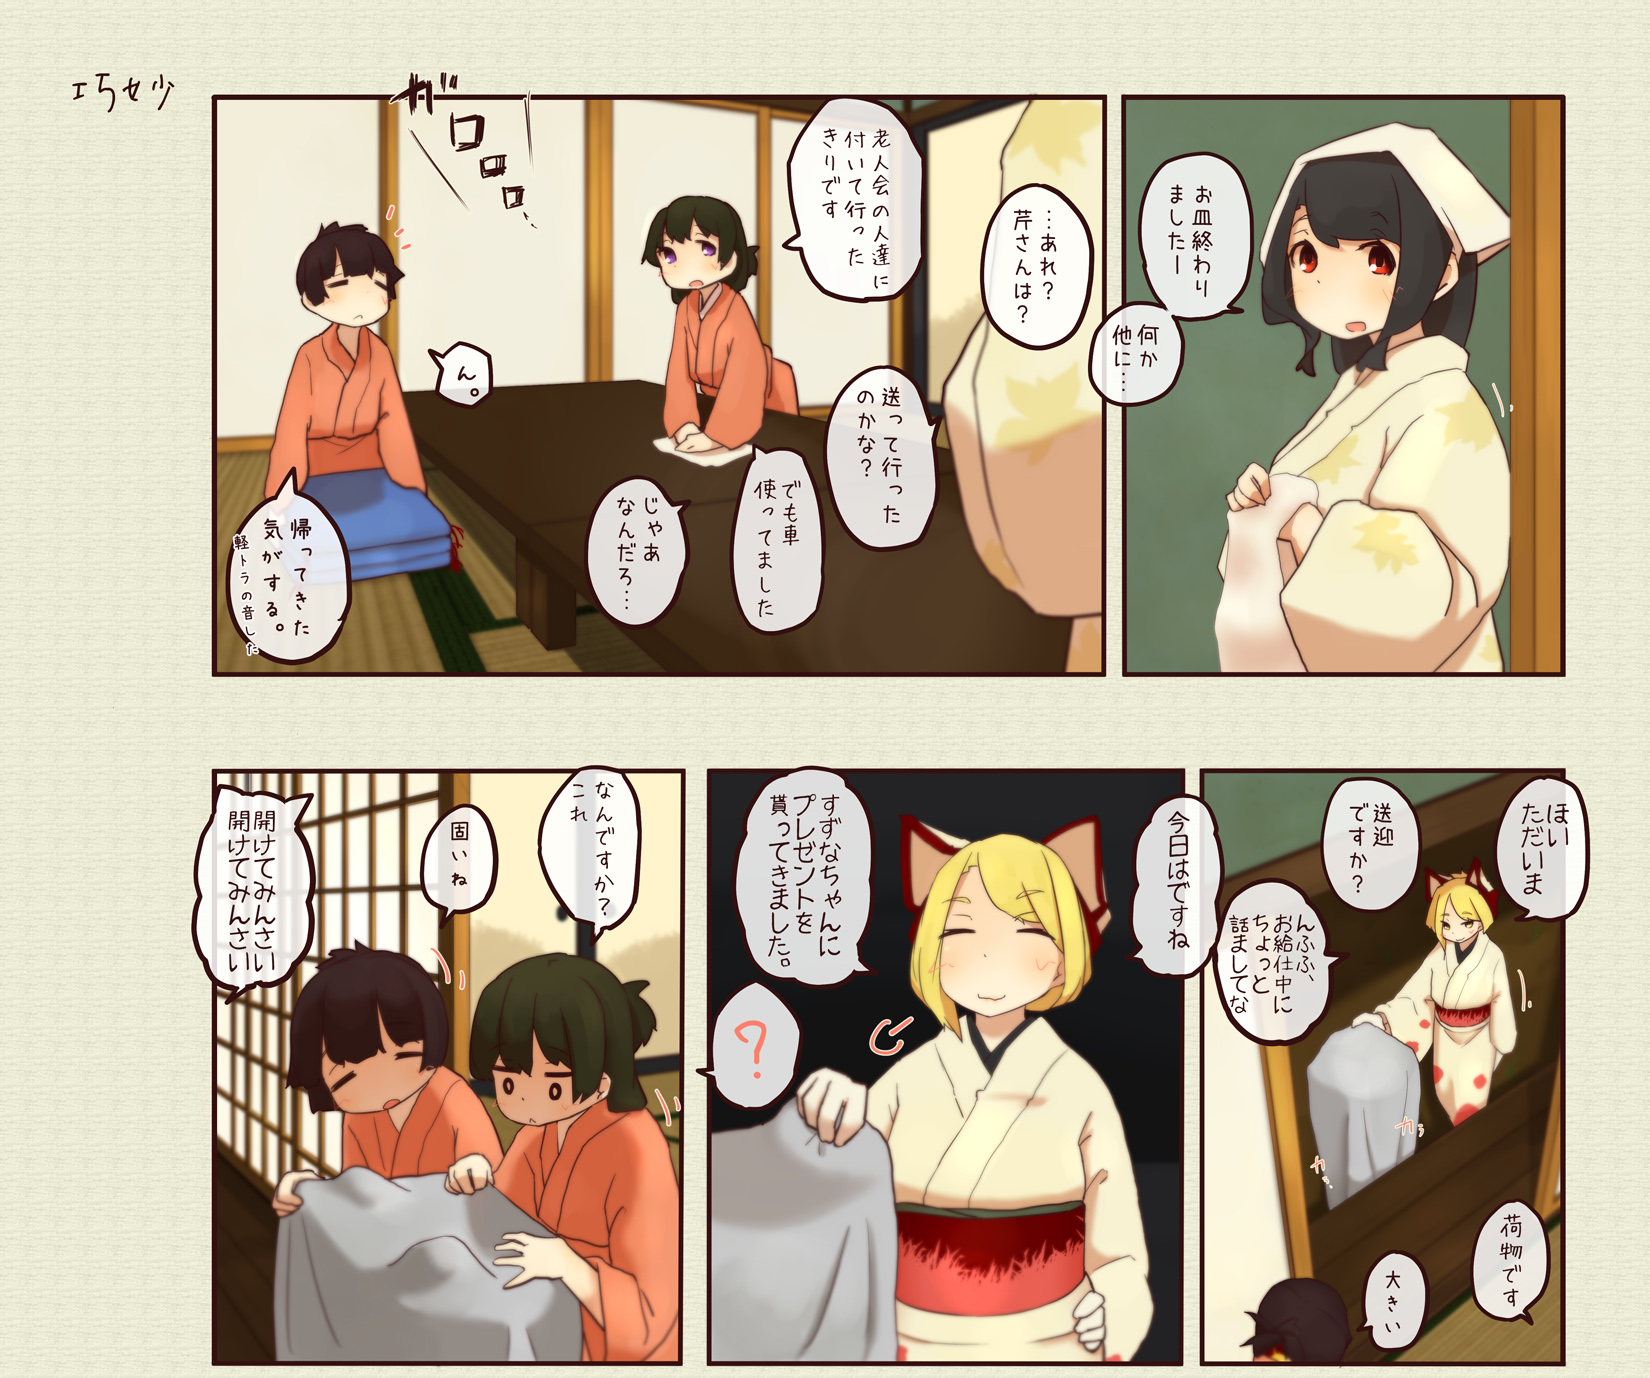 巧妙
お皿終わり
ましたー
何か
他に…
…あれ？
芹さんは？
老人会の人達に
付いて行った
きりです
送って行った
のかな？
でも車
使ってました
じゃあ
なんだろ…
ガロロロ…
ん。
帰ってきた
気がする。
軽トラの音した
ほい
ただいま
送迎
ですか？
んふふ、
お給仕中に
ちょっと
話ましてな
カラ
カラ…
荷物です
大きい
今日はですね
すずなちゃんに
プレゼントを
貰ってきました。
？
なんですか？
これ
固いね
開けてみんさい
開けてみんさい